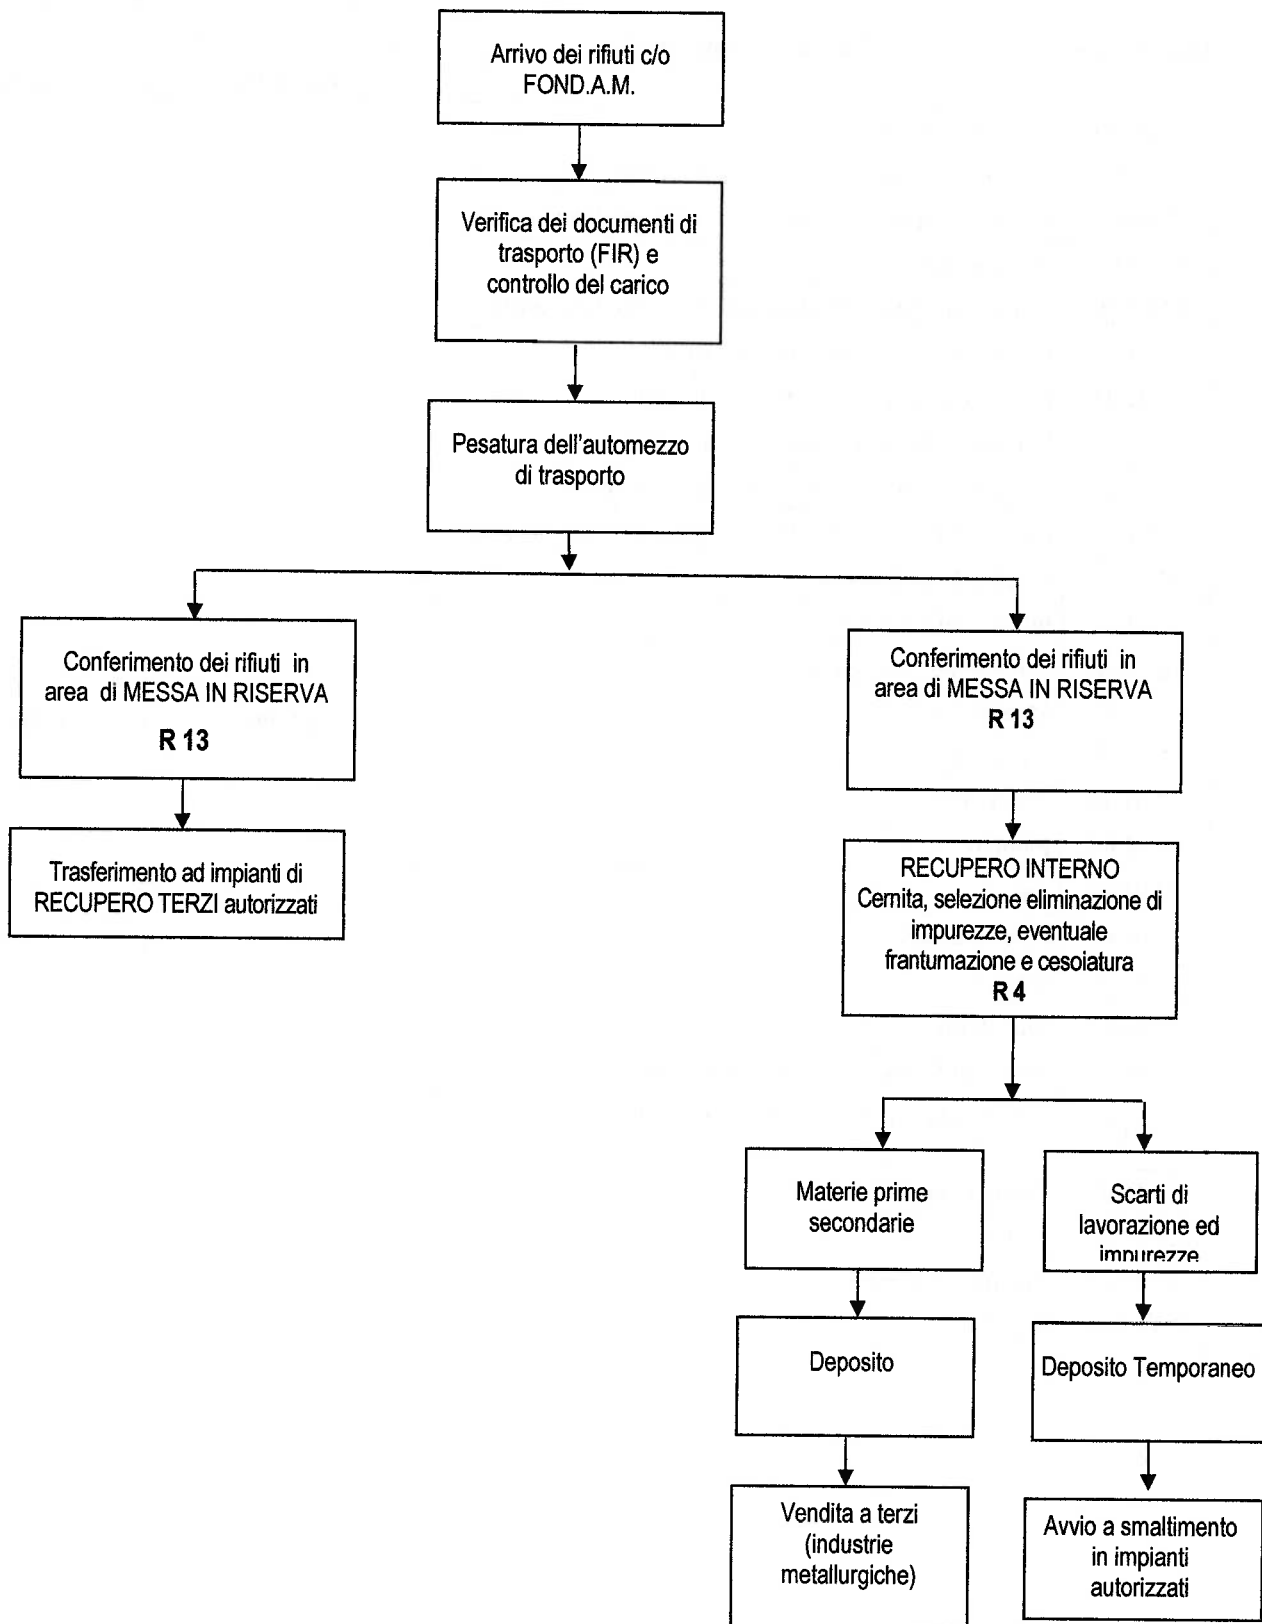 Arrivo dei rifiuti c/o
FOND.A.M.
Verifica dei documenti di
trasporto (FIR) e
controllo del carico
Pesatura dell'automezzo
di trasporto
Conferimento dei rifiuti in
area di MESSA IN RISERVA
R 13
Trasferimento ad impianti di
RECUPERO TERZI autorizzati
Conferimento dei rifiuti in
area di MESSA IN RISERVA
R 13
RECUPERO INTERNO
Cernita, selezione eliminazione di
impurezze, eventuale
frantumazione e cesoiatura
R 4
Materie prime
secondarie
Deposito
Vendita a terzi
(industrie
metallurgiche)
Scarti di
lavorazione ed
impurezze
Deposito Temporaneo
Avvio a smaltimento
in impianti
autorizzati